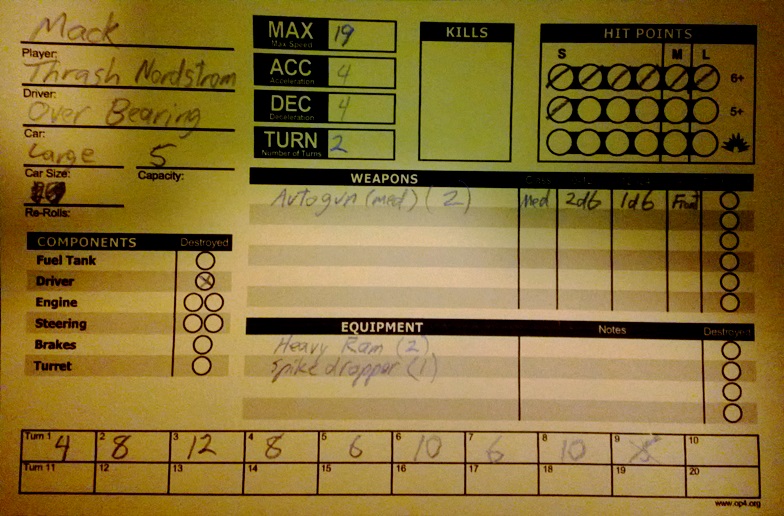 Mack
Player:
Thrash Nordstrom
Driver:
Over Bearing
Car:
Large 5
Car Size: Capacity:
Re-Rolls:
MAX 19
Max Speed
ACC 4
Acceleration
DEC 4
Deceleration
TURN 2
Number of Turns
KILLS
HIT POINTS
S M L
6+
5+
COMPONENTS Destroyed
Fuel Tank
Driver
Engine
Steering
Brakes
Turret
WEAPONS
Autogun (med) (2) Med 2d6 1d6 Front
EQUIPMENT Notes Destroyed
Heavy Ram (2)
Spike dropper (1)
Turn 1 4 2 8 3 12 4 8 5 6 6 10 7 6 8 10 9 10
Turn 11 12 13 14 15 16 17 18 19 20
www.op4.org